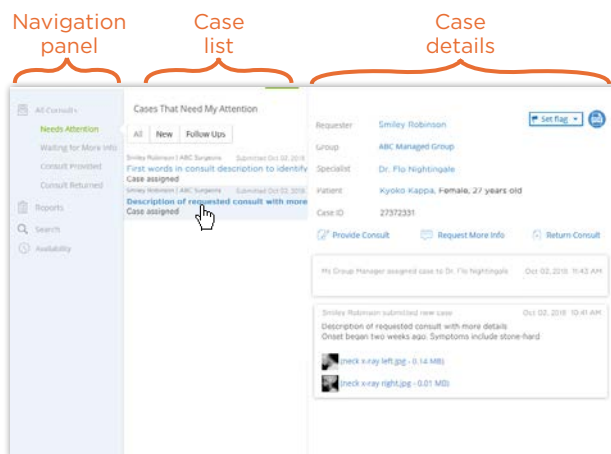 Navigation
panel
Case
list
Case
details
All Consults
Needs Attention
Waiting for More Info
Consult Provided
Consult Returned
Reports
Search
Availability
Cases That Need My Attention
All New Follow Ups
Smiley Robinson | ABC Surgeons Submitted Oct 02, 2018
First words in consult description to identify
Case assigned
Smiley Robinson | ABC Surgeons Submitted Oct 02, 2018
Description of requested consult with more
Case assigned
Set flag
Requester Smiley Robinson
Group ABC Managed Group
Specialist Dr. Flo Nightingale
Patient Kyoko Kappa, Female, 27 years old
Case ID 27372331
Provide Consult Request More Info Return Consult
Ms Group Manager assigned case to Dr. Flo Nightingale Oct 02, 2018 11:43 AM
Smiley Robinson submitted new case Oct 02, 2018 10:41 AM
Description of requested consult with more details
Onset began two weeks ago. Symptoms include stone-hard
(neck x-ray left.jpg - 0.14 MB)
(neck x-ray right.jpg - 0.01 MB)